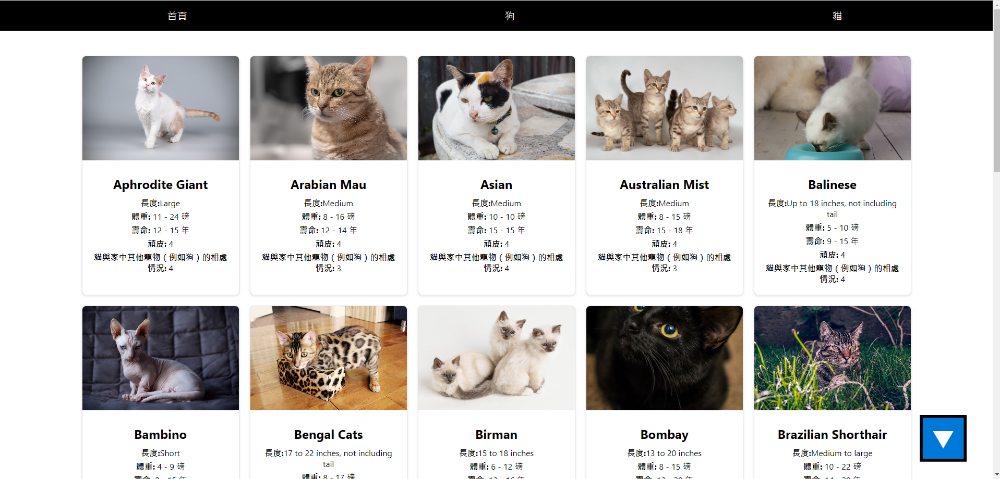 首頁 狗 貓
Aphrodite Giant
長度:Large
體重: 11 - 24 磅
壽命: 12 - 15 年
頑皮: 4
貓與家中其他寵物（例如狗）的相處
情況: 4
Arabian Mau
長度:Medium
體重: 8 - 16 磅
壽命: 12 - 14 年
頑皮: 4
貓與家中其他寵物（例如狗）的相處
情況: 3
Asian
長度:Medium
體重: 10 - 10 磅
壽命: 15 - 15 年
頑皮: 4
貓與家中其他寵物（例如狗）的相處
情況: 4
Australian Mist
長度:Medium
體重: 8 - 15 磅
壽命: 15 - 18 年
頑皮: 4
貓與家中其他寵物（例如狗）的相處
情況: 3
Balinese
長度:Up to 18 inches, not including
tail
體重: 5 - 10 磅
壽命: 9 - 15 年
頑皮: 4
貓與家中其他寵物（例如狗）的相處
情況: 4
Bambino
長度:Short
體重: 4 - 9 磅
Bengal Cats
長度:17 to 22 inches, not including
tail
體重: 8 - 17 磅
Birman
長度:15 to 18 inches
體重: 6 - 12 磅
Bombay
長度:13 to 20 inches
體重: 8 - 15 磅
Brazilian Shorthair
長度:Medium to large
體重: 10 - 22 磅